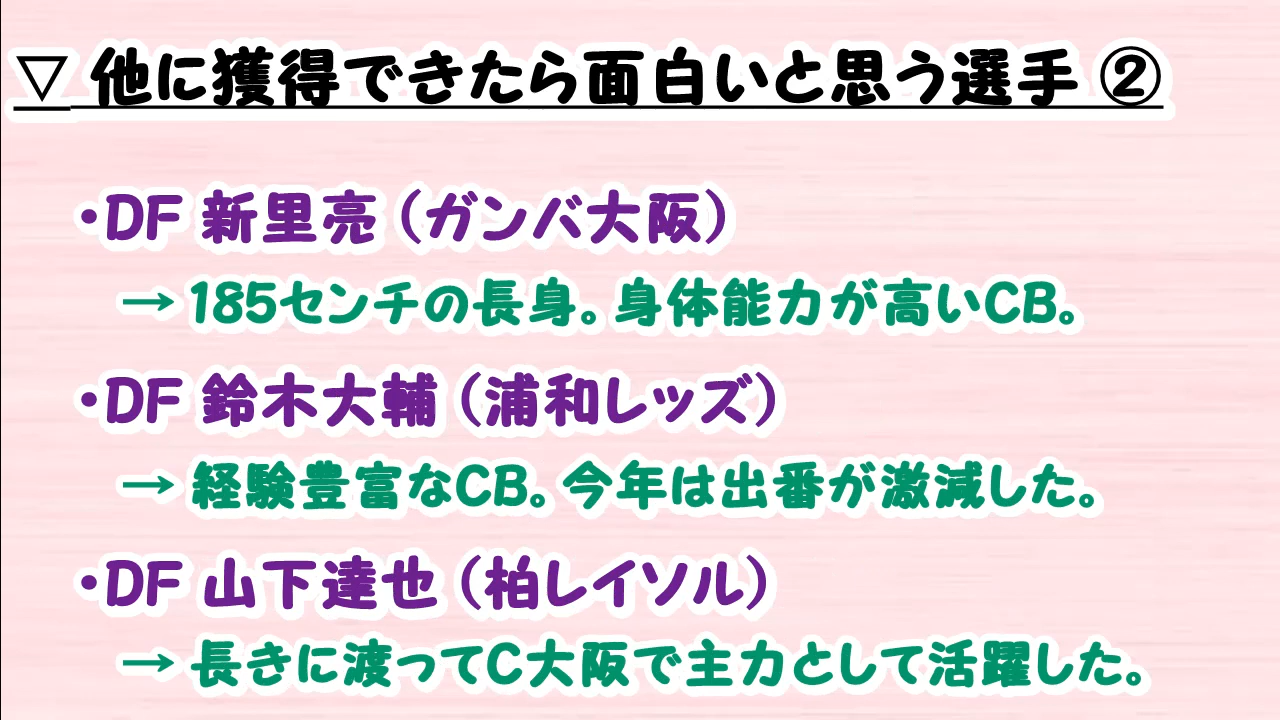 ▽ 他に獲得できたら面白いと思う選手 ②
・DF 新里亮 (ガンバ大阪)
→ 185センチの長身。身体能力が高いCB。
・DF 鈴木大輔 (浦和レッズ)
→ 経験豊富なCB。今年は出番が激減した。
・DF 山下達也 (柏レイソル)
→ 長きに渡ってC大阪で主力として活躍した。